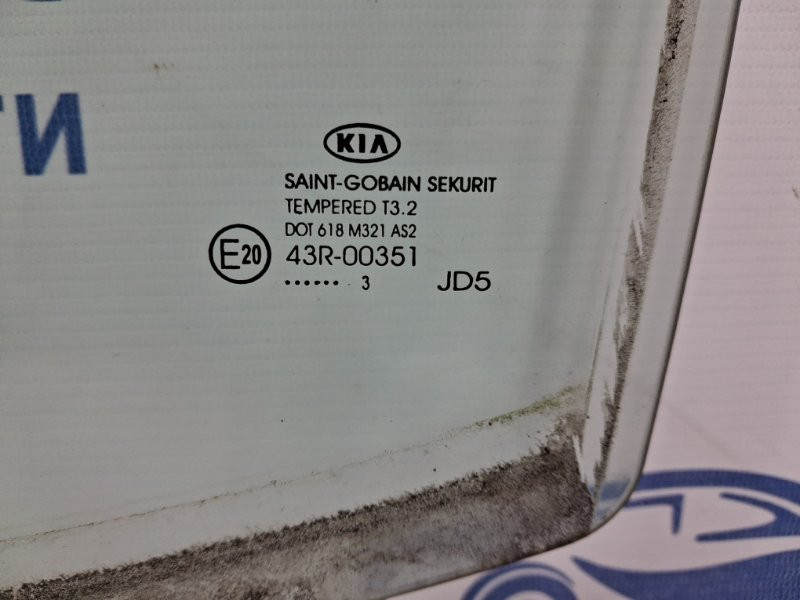 KIA
SAINT-GOBAIN SEKURIT
TEMPERED T3.2
DOT 618 M321 AS2
E20 43R-00351
...... 3 JD5